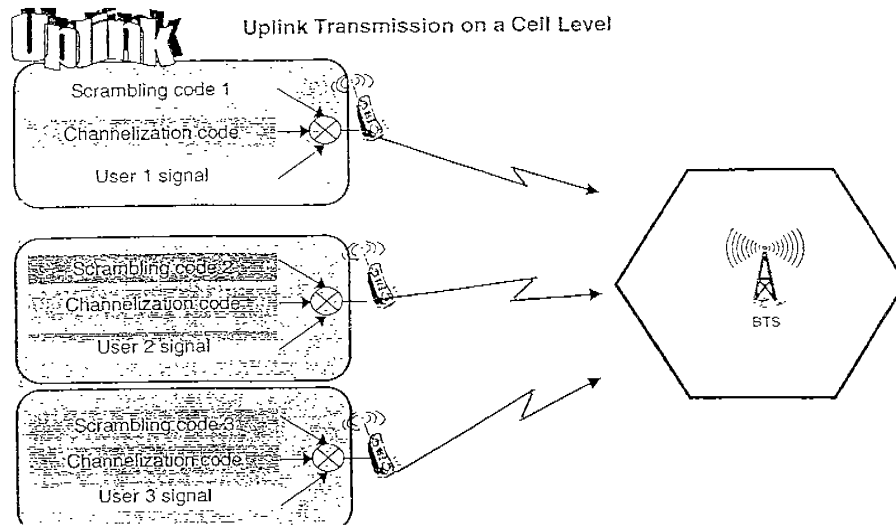 Uplink
Uplink Transmission on a Cell Level
Scrambling code 1
Channelization code
User 1 signal
Scrambling code 2
Channelization code
User 2 signal
Scrambling code 3
Channelization code
User 3 signal
BTS